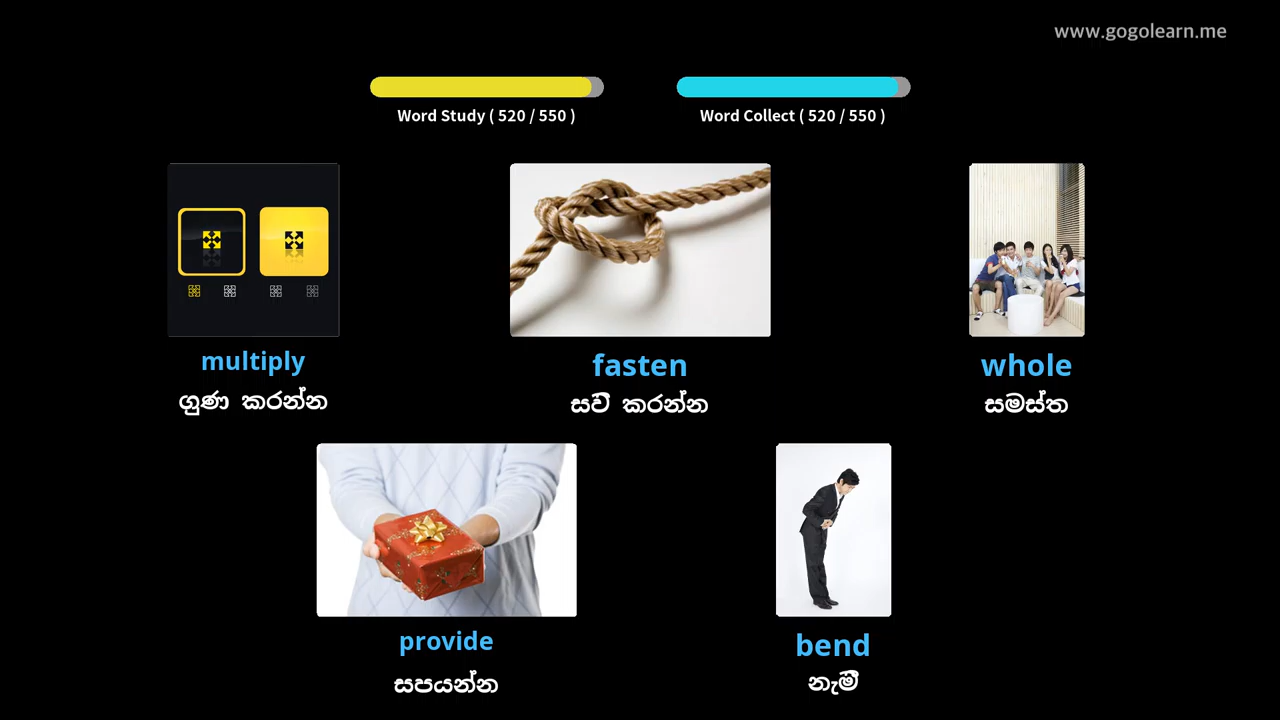 www.gogolearn.me
Word Study ( 520 / 550 )
Word Collect ( 520 / 550 )
multiply
ගුණ කරන්න
fasten
සවි කරන්න
whole
සමස්ත
provide
සපයන්න
bend
නැමී